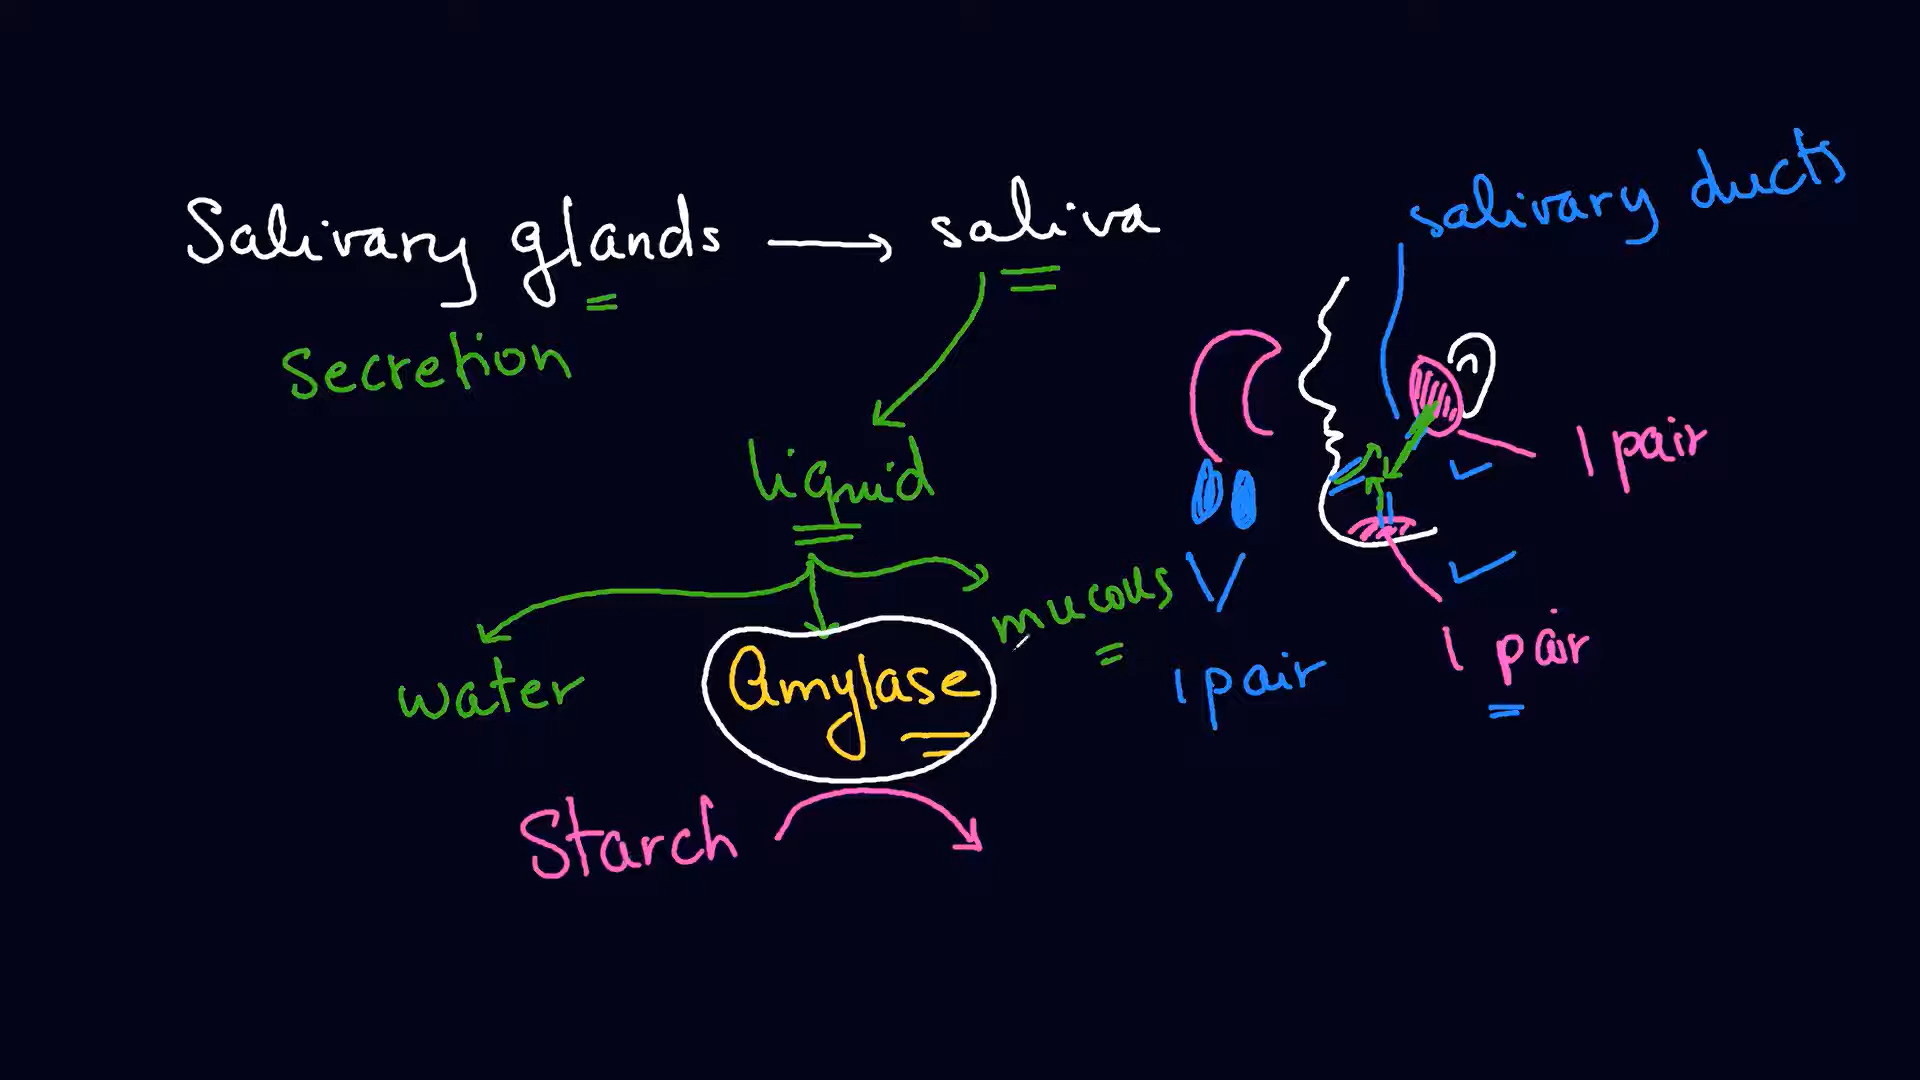 salivary ducts
Salivary glands → saliva
secretion
liquid
1 pair
mucous
water
amylase
1 pair
1 pair
Starch